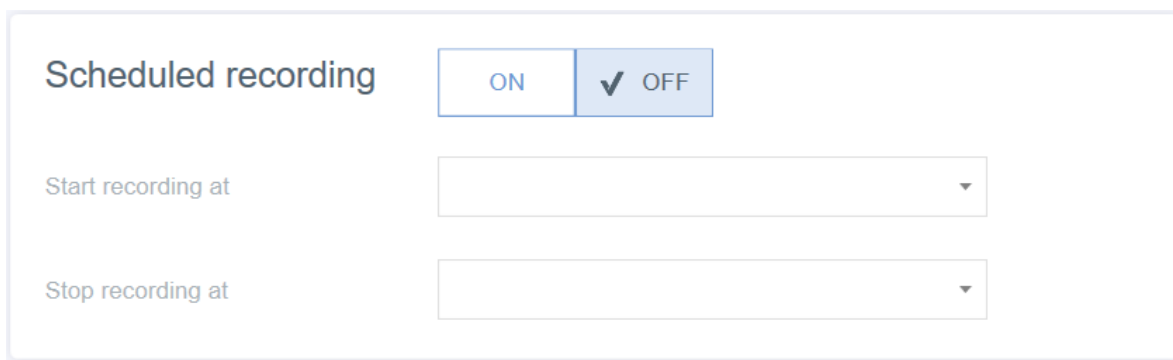 Scheduled recording
ON
OFF
Start recording at
Stop recording at